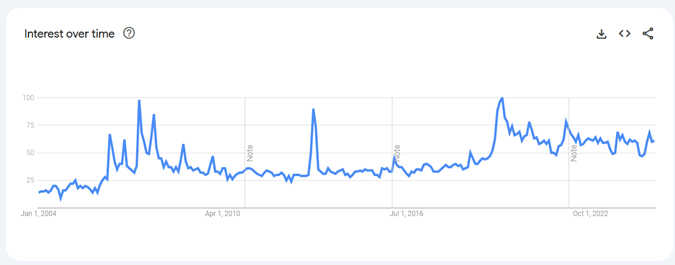 Interest over time
100
75
50
25
Note
Note
Note
Jan 1, 2004
Apr 1, 2010
Jul 1, 2016
Oct 1, 2022